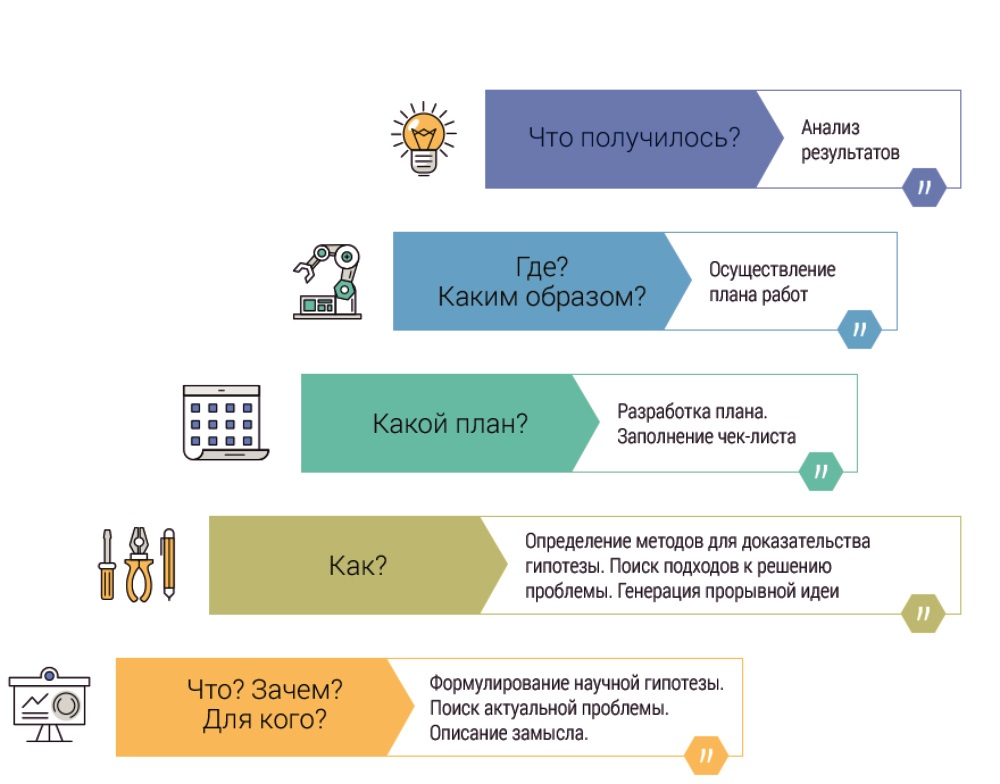 Что получилось?
Анализ
результатов
Где?
Каким образом?
Осуществление
плана работ
Какой план?
Разработка плана.
Заполнение чек-листа
Как?
Определение методов для доказательства
гипотезы. Поиск подходов к решению
проблемы. Генерация прорывной идеи
Что? Зачем?
Для кого?
Формулирование научной гипотезы.
Поиск актуальной проблемы.
Описание замысла.